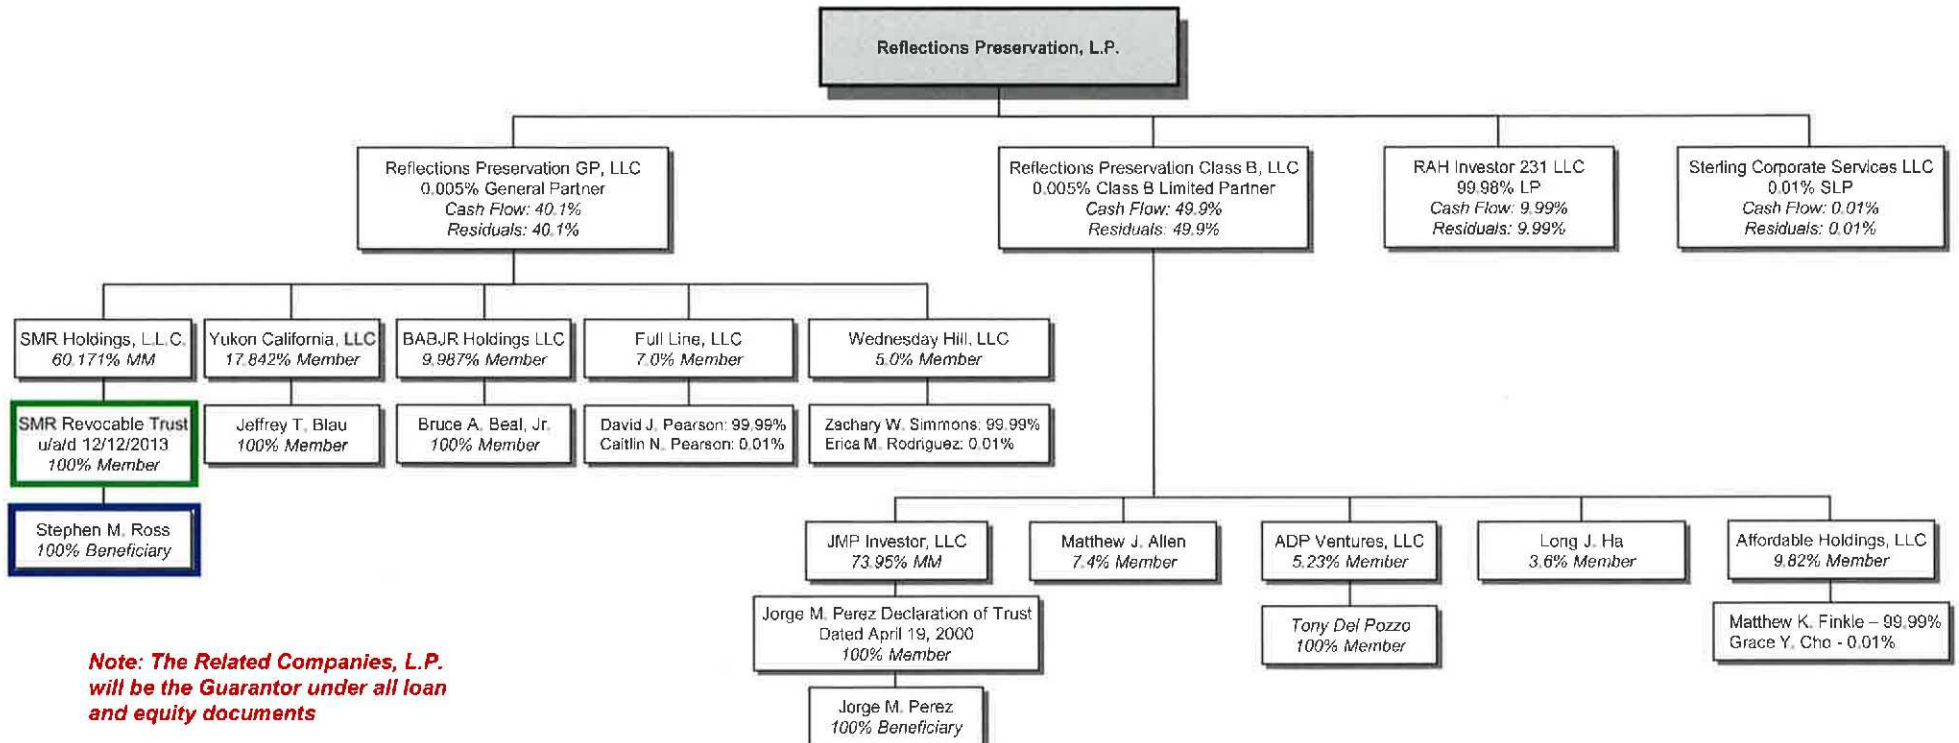 Reflections Preservation, L.P.
Reflections Preservation GP, LLC
0.005% General Partner
Cash Flow: 40.1%
Residuals: 40.1%
Reflections Preservation Class B, LLC
0.005% Class B Limited Partner
Cash Flow: 49.9%
Residuals: 49.9%
RAH Investor 231 LLC
99.98% LP
Cash Flow: 9.99%
Residuals: 9.99%
Sterling Corporate Services LLC
0.01% SLP
Cash Flow: 0.01%
Residuals: 0.01%
SMR Holdings, L.L.C.
60.171% MM
Yukon California, LLC
17.842% Member
BABJR Holdings LLC
9.987% Member
Full Line, LLC
7.0% Member
Wednesday Hill, LLC
5.0% Member
SMR Revocable Trust
u/a/d 12/12/2013
100% Member
Jeffrey T. Blau
100% Member
Bruce A. Beal, Jr.
100% Member
David J. Pearson: 99.99%
Caitlin N. Pearson: 0.01%
Zachary W. Simmons: 99.99%
Erica M. Rodriguez: 0.01%
Stephen M. Ross
100% Beneficiary
JMP Investor, LLC
73.95% MM
Matthew J. Allen
7.4% Member
ADP Ventures, LLC
5.23% Member
Long J. Ha
3.6% Member
Affordable Holdings, LLC
9.82% Member
Jorge M. Perez Declaration of Trust
Dated April 19, 2000
100% Member
Tony Del Pozzo
100% Member
Matthew K. Finkle – 99.99%
Grace Y. Cho - 0.01%
Jorge M. Perez
100% Beneficiary
Note: The Related Companies, L.P.
will be the Guarantor under all loan
and equity documents